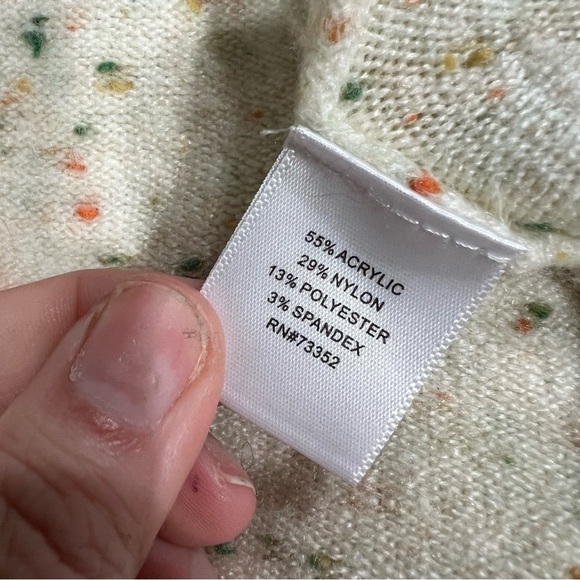 55% ACRYLIC
29% NYLON
13% POLYESTER
3% SPANDEX
RN#73352